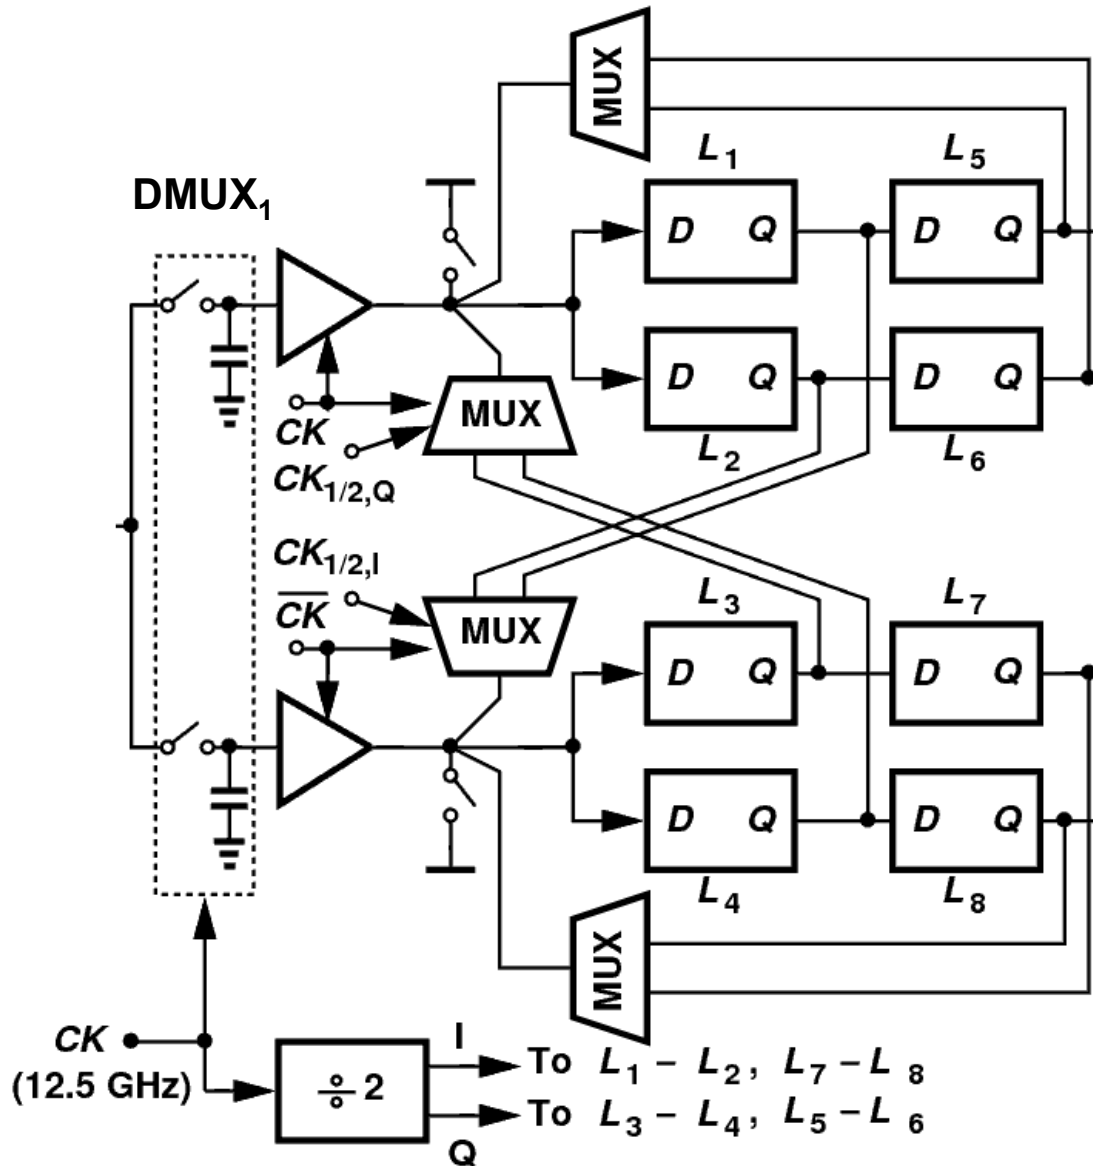 MUX
L1 L5
DMUX1
D Q D Q
D Q D Q
CK MUX
L2 L6
CK1/2,Q
CK1/2,I
L3 L7
CK MUX
D Q D Q
D Q D Q
L4 L8
MUX
I
CK To L1 – L2, L7 – L8
(12.5 GHz) ÷ 2
To L3 – L4, L5 – L6
Q